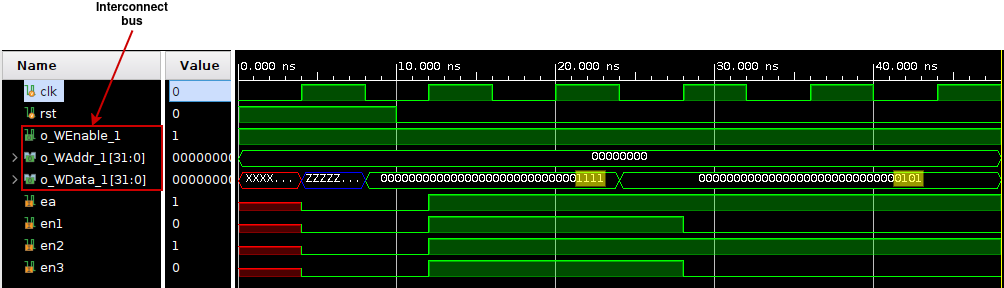 Interconnect
bus
Name Value
0.000 ns 10.000 ns 20.000 ns 30.000 ns 40.000 ns
clk 0
rst 0
o_WEnable_1 1
o_WAddr_1[31:0] 00000000 00000000
o_WData_1[31:0] 00000000 XXXX... ZZZZZ... 00000000000000000000000000001111 00000000000000000000000000000101
ea 1
en1 0
en2 1
en3 0